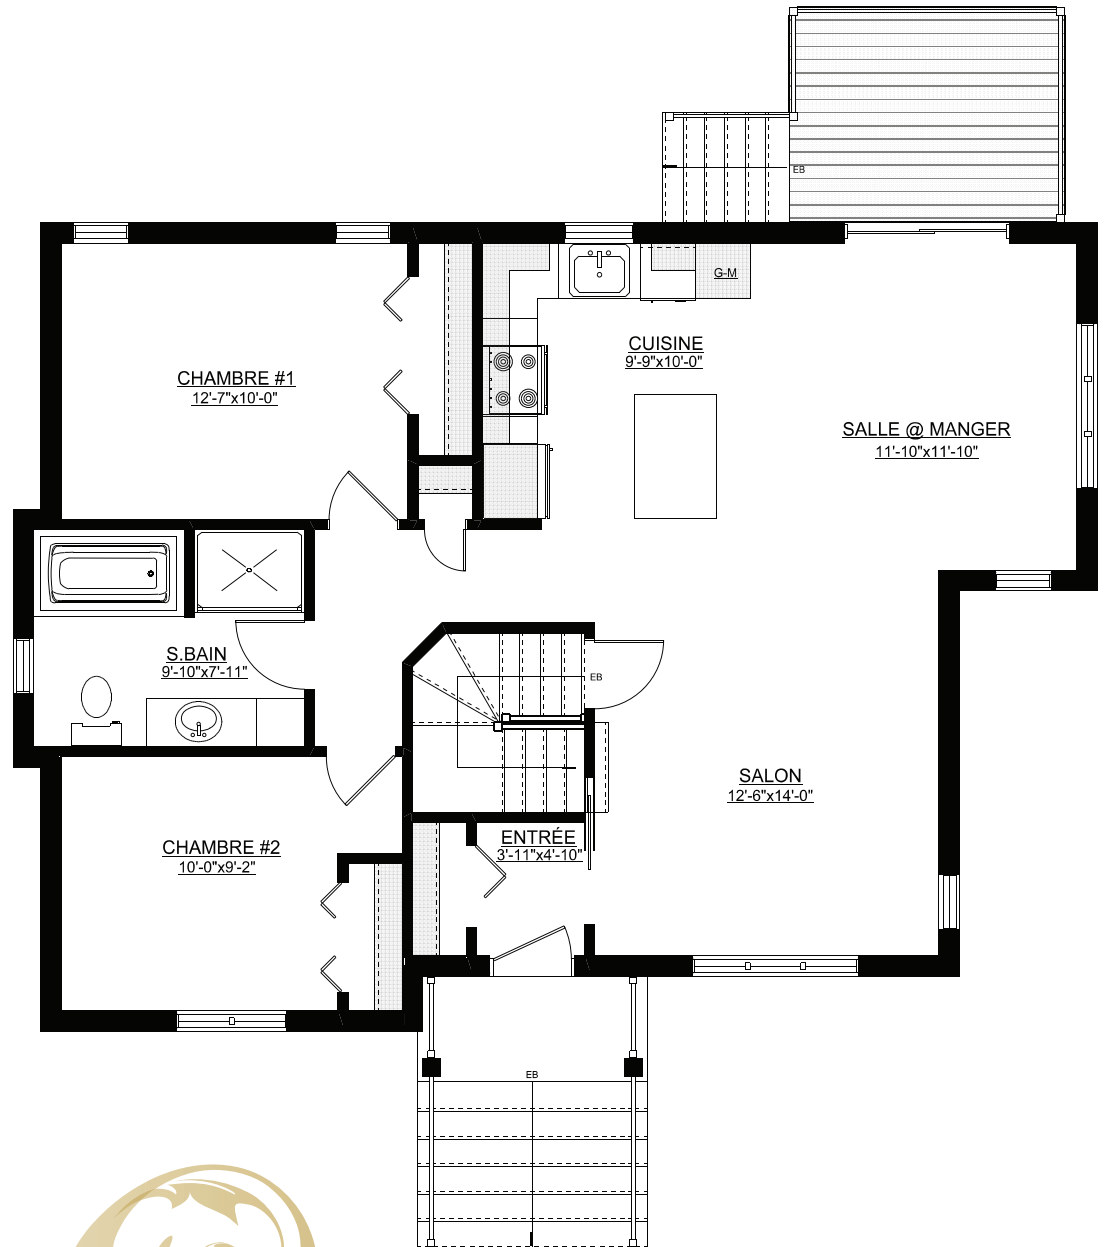 EB
G-M
CUISINE
9'-9"x10'-0"
CHAMBRE #1
12'-7"x10'-0"
SALLE @ MANGER
11'-10"x11'-10"
S.BAIN
9'-10"x7'-11"
EB
SALON
12'-6"x14'-0"
ENTRÉE
3'-11"x4'-10"
CHAMBRE #2
10'-0"x9'-2"
EB